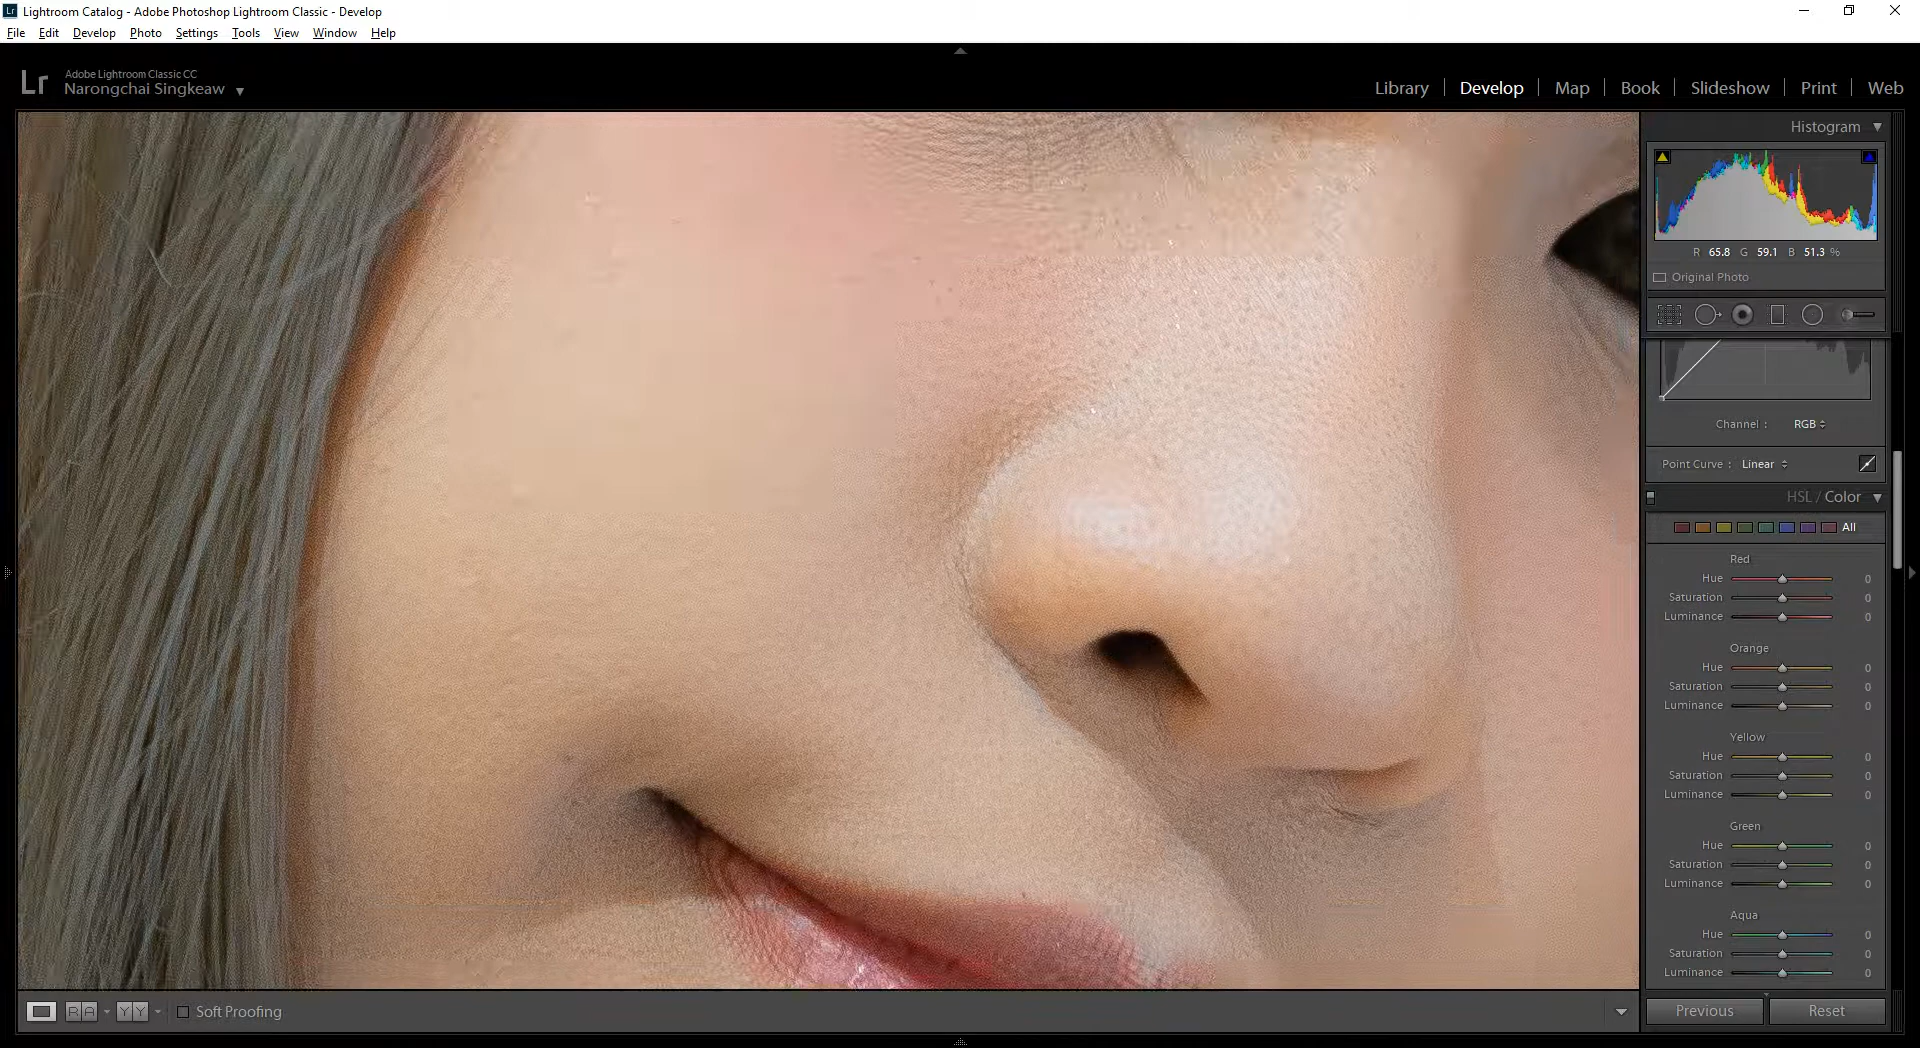 Lightroom Catalog - Adobe Photoshop Lightroom Classic - Develop
File Edit Develop Photo Settings Tools View Window Help
Lr
Adobe Lightroom Classic CC
Narongchai Singkeaw
Library Develop Map Book Slideshow Print Web
Histogram
R 65.8 G 59.1 B 51.3 %
Original Photo
Channel : RGB
Point Curve : Linear
HSL / Color
All
Red
Hue 0
Saturation 0
Luminance 0
Orange
Hue 0
Saturation 0
Luminance 0
Yellow
Hue 0
Saturation 0
Luminance 0
Green
Hue 0
Saturation 0
Luminance 0
Aqua
Hue 0
Saturation 0
Luminance 0
R A Y Y Soft Proofing
Previous Reset